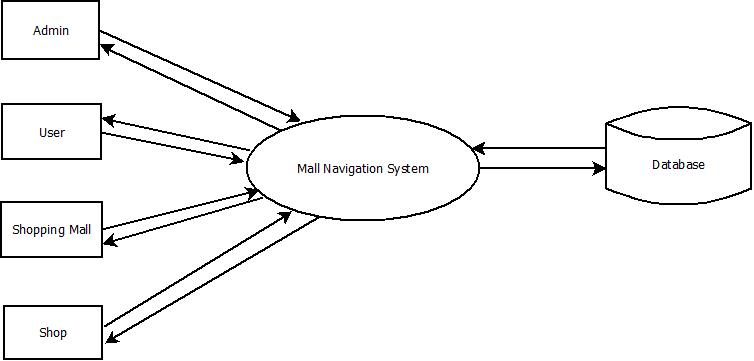 Admin
User
Mall Navigation System
Database
Shopping Mall
Shop